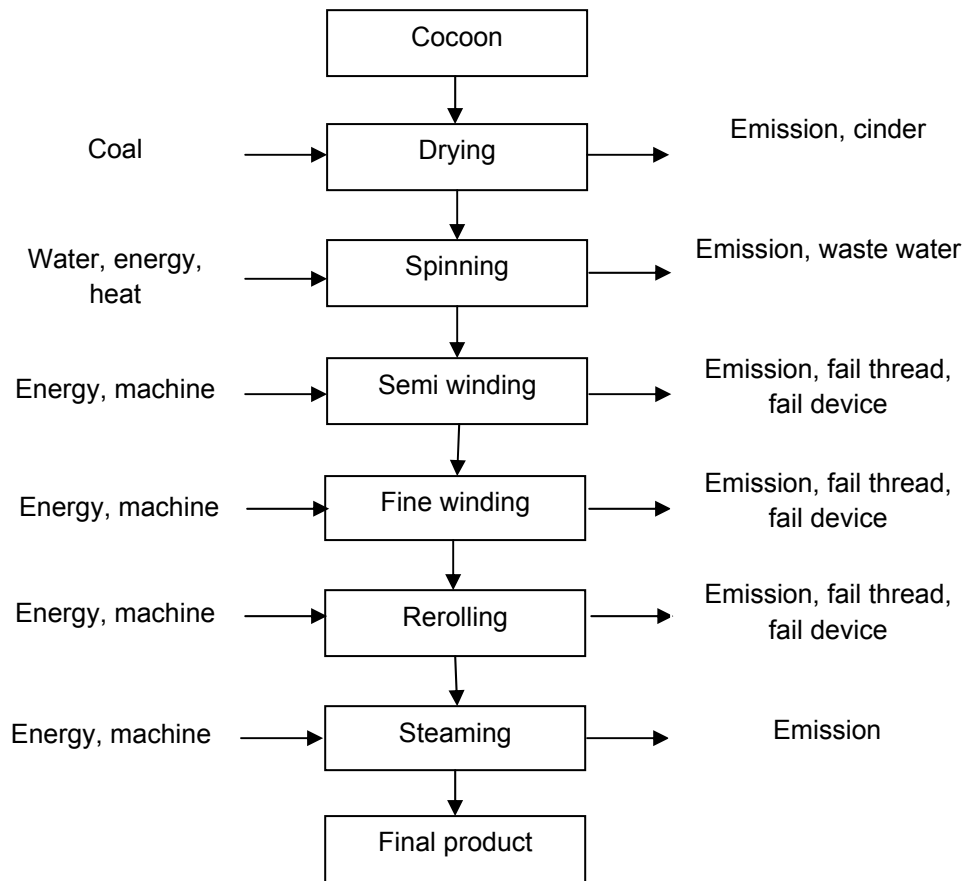 Cocoon
Coal
Drying
Emission, cinder
Water, energy,
heat
Spinning
Emission, waste water
Energy, machine
Semi winding
Emission, fail thread,
fail device
Energy, machine
Fine winding
Emission, fail thread,
fail device
Energy, machine
Rerolling
Emission, fail thread,
fail device
Energy, machine
Steaming
Emission
Final product